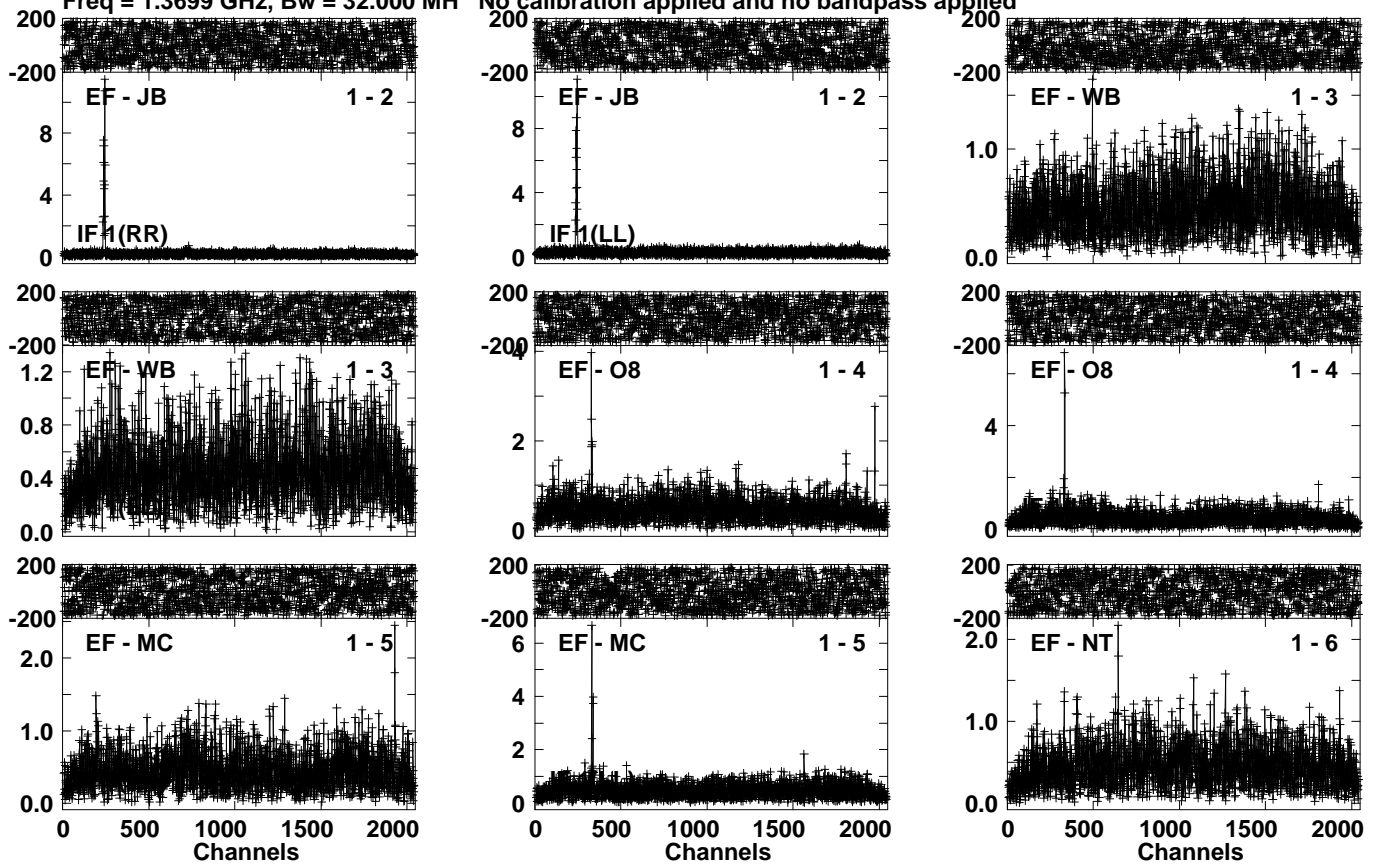 Freq = 1.3699 GHz, Bw = 32.000 MH No calibration applied and no bandpass applied
200 200 200
-200 -200 -200
EF - JB 1 - 2 EF - JB 1 - 2 EF - WB 1 - 3
8 8 1.0
4 4
IF 1(RR) IF 1(LL)
0 0 0.0
200 200 200
-200 -200 -200
4
EF - WB 1 - 3 EF - O8 1 - 4 EF - O8 1 - 4
1.2
0.8 2 4
0.4
0.0 0 0
200 200 200
-200 -200 -200
EF - MC 1 - 5 EF - MC 1 - 5 EF - NT 1 - 6
2.0 6 2.0
4
1.0 2 1.0
0.0 0 0.0
0 500 1000 1500 2000 0 500 1000 1500 2000 0 500 1000 1500 2000
Channels Channels Channels